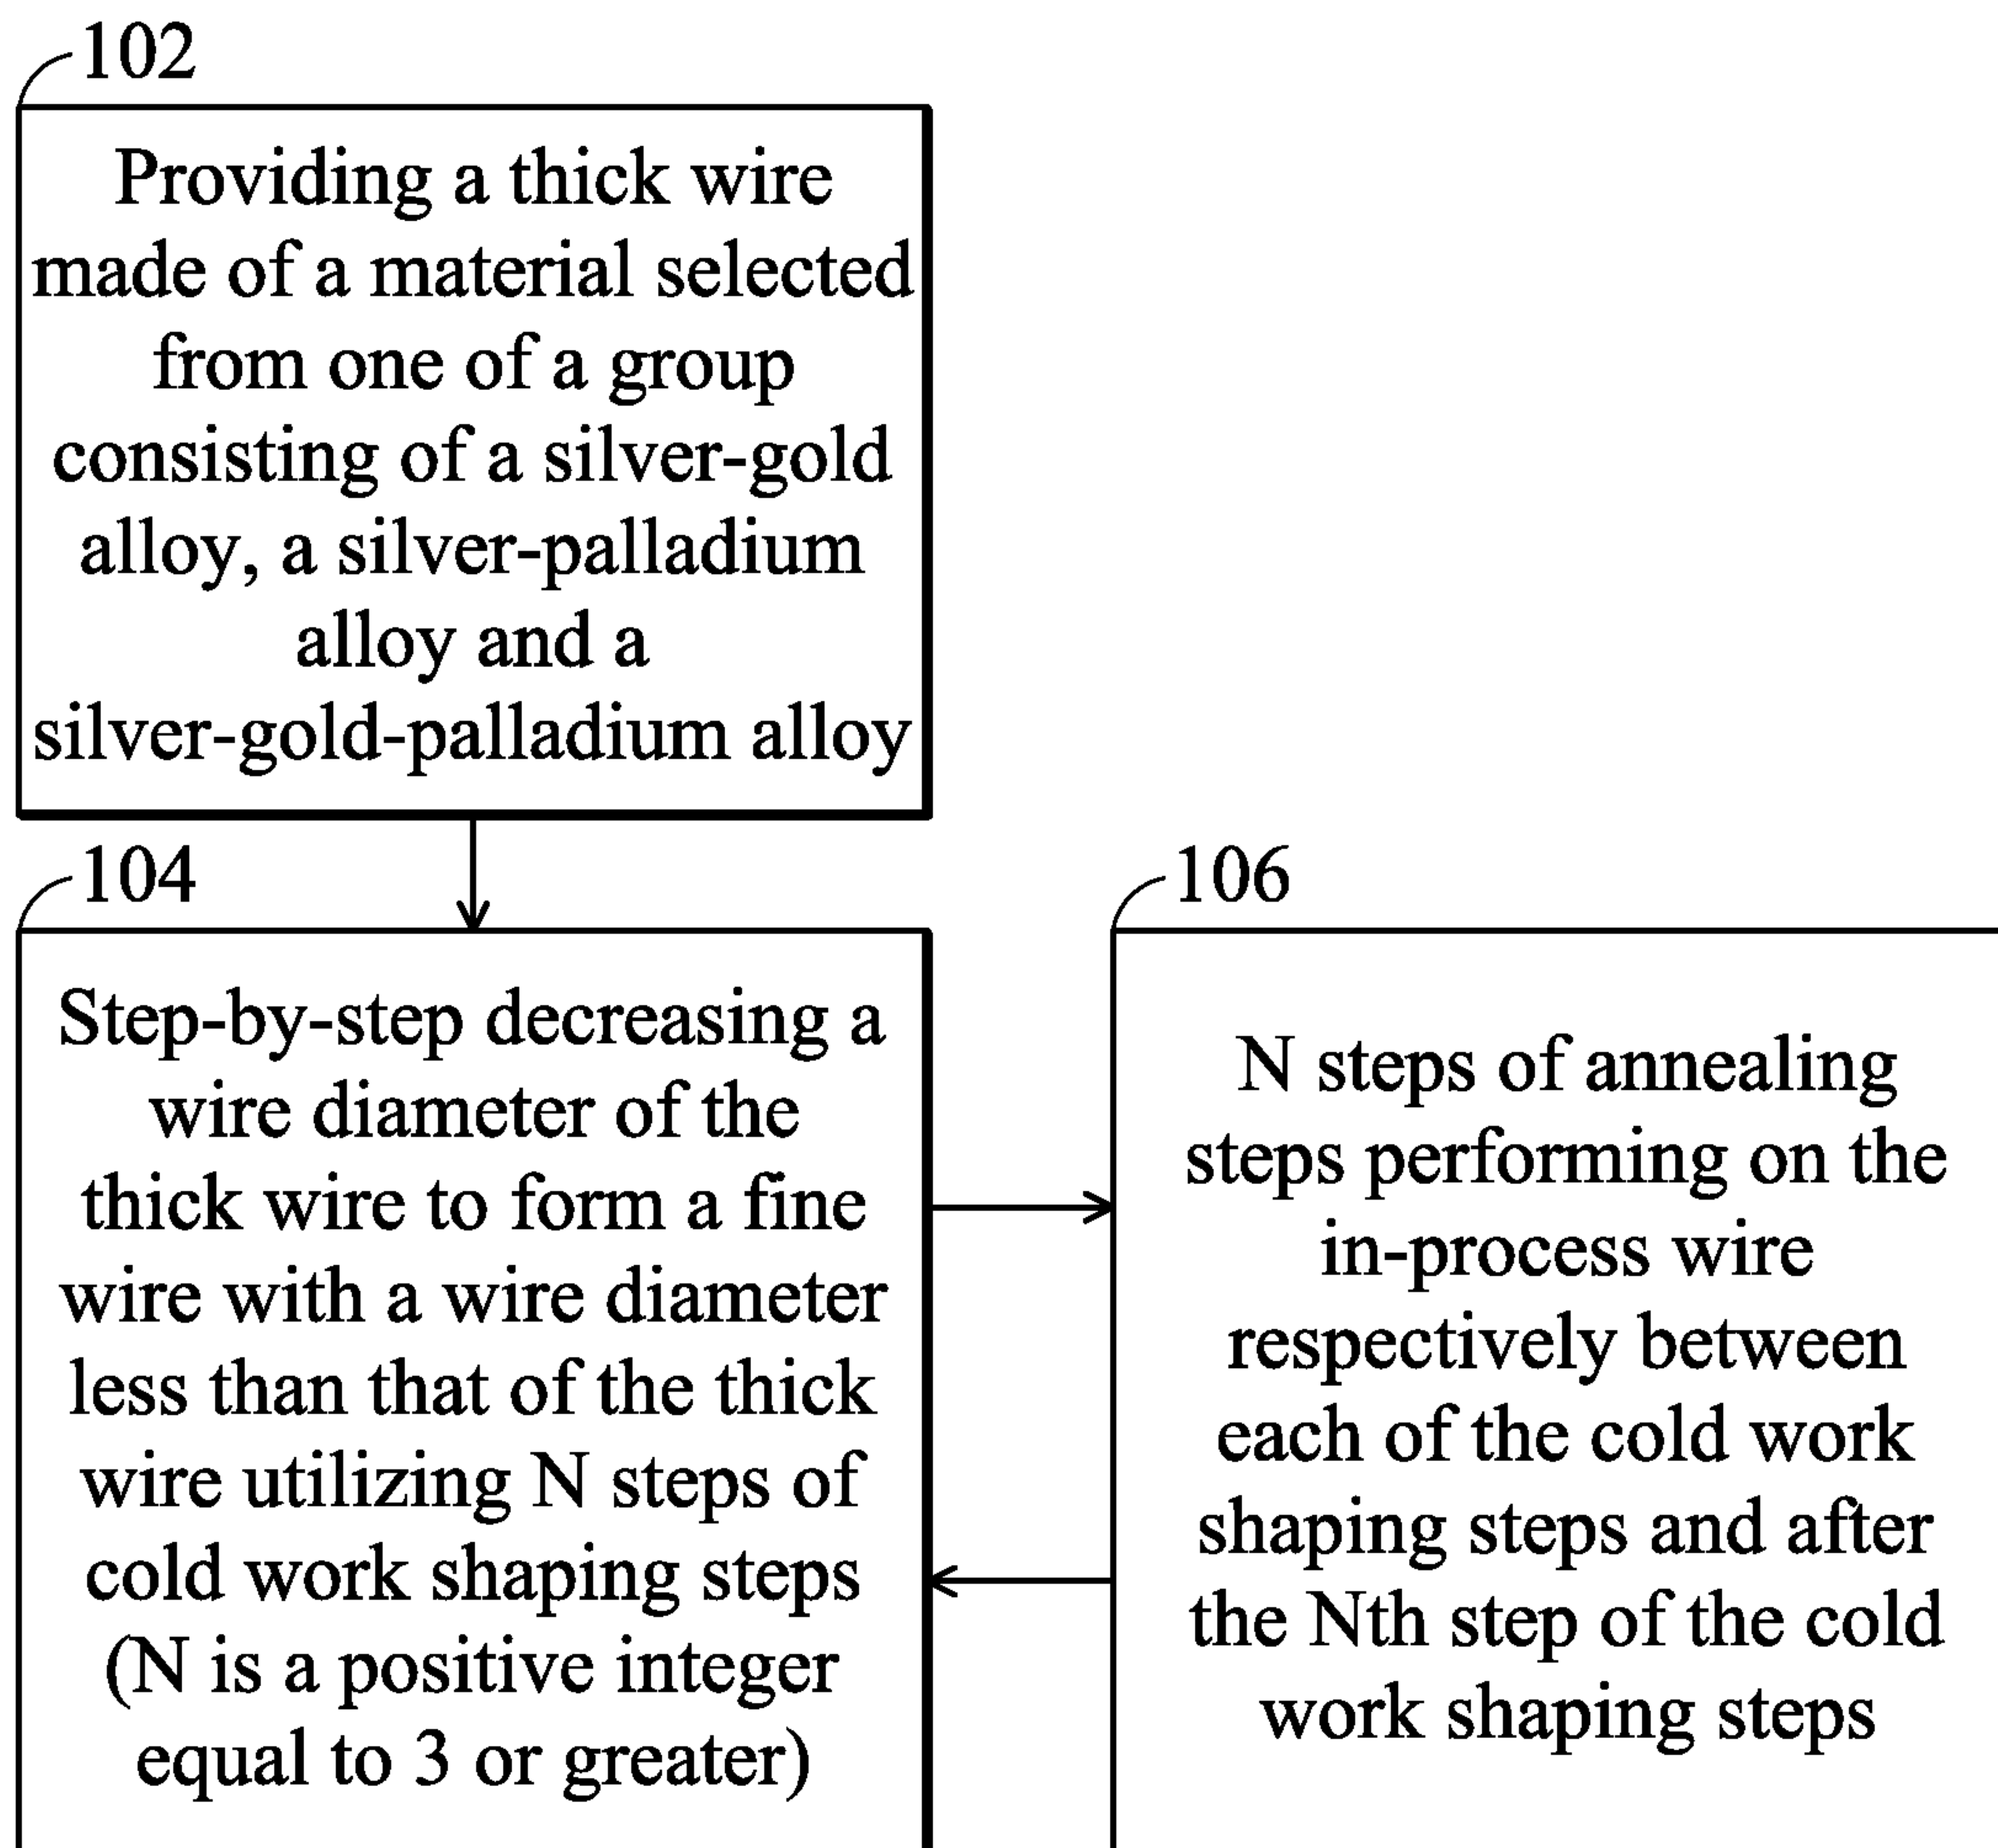 102
Providing a thick wire
made of a material selected
from one of a group
consisting of a silver-gold
alloy, a silver-palladium
alloy and a
silver-gold-palladium alloy
104
Step-by-step decreasing a
wire diameter of the
thick wire to form a fine
wire with a wire diameter
less than that of the thick
wire utilizing N steps of
cold work shaping steps
(N is a positive integer
equal to 3 or greater)
106
N steps of annealing
steps performing on the
in-process wire
respectively between
each of the cold work
shaping steps and after
the Nth step of the cold
work shaping steps